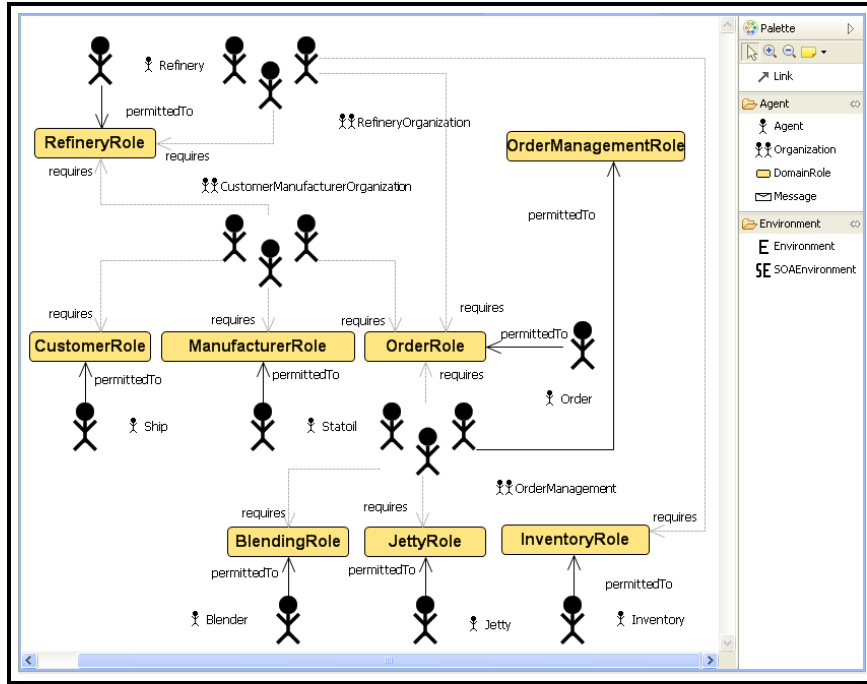 Refinery
permittedTo
RefineryOrganization
RefineryRole
requires
requires
OrderManagementRole
CustomerManufacturerOrganization
permittedTo
requires
requires
requires
requires
requires
CustomerRole
ManufacturerRole
OrderRole
permittedTo
permittedTo
permittedTo
requires
Order
Ship
Statoil
OrderManagement
requires
requires
requires
BlendingRole
JettyRole
InventoryRole
permittedTo
permittedTo
permittedTo
Blender
Jetty
Inventory
Palette
Link
Agent
Agent
Organization
DomainRole
Message
Environment
E Environment
SE SOAEnvironment